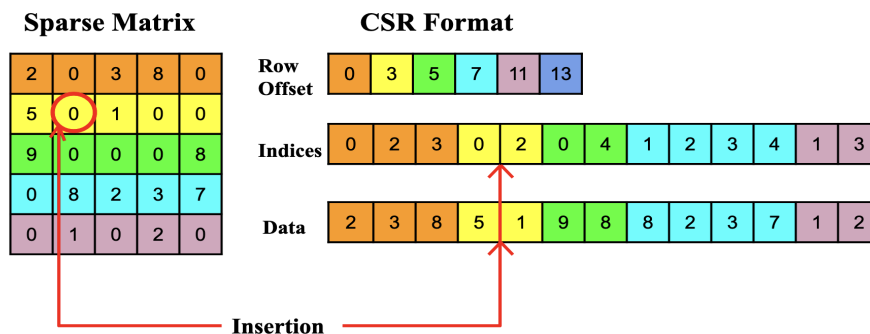 Sparse Matrix
CSR Format
2 0 3 8 0
5 0 1 0 0
9 0 0 0 8
0 8 2 3 7
0 1 0 2 0
Row
Offset
0 3 5 7 11 13
Indices
0 2 3 0 2 0 4 1 2 3 4 1 3
Data
2 3 8 5 1 9 8 8 2 3 7 1 2
Insertion